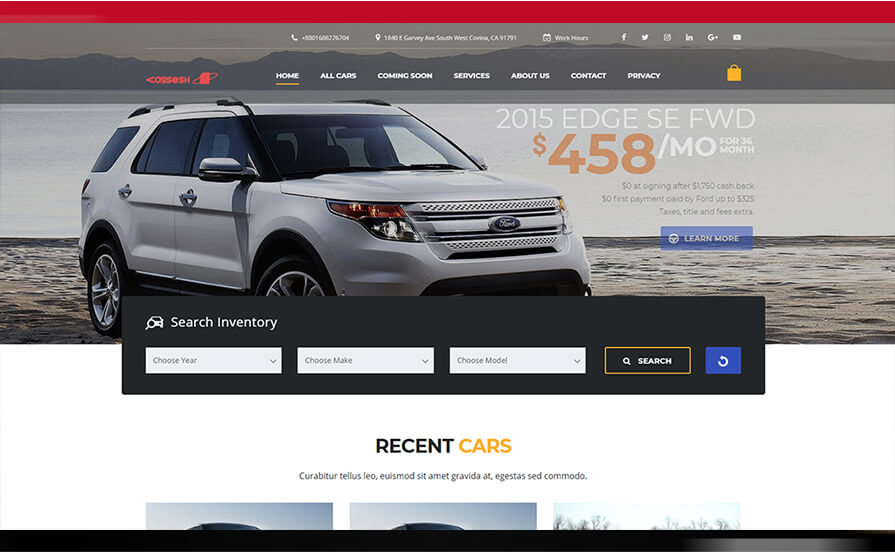 +8801686276704 1840 E Garvey Ave South West Covina, CA 91791 Work Hours
cogsesh HOME ALL CARS COMING SOON SERVICES ABOUT US CONTACT PRIVACY
2015 EDGE SE FWD
$458/MO FOR 36 MONTH
$0 at signing after $1,750 cash back
$0 first payment paid by Ford up to $325
Taxes, title and fees extra.
LEARN MORE
Ford
Search Inventory
Choose Year Choose Make Choose Model SEARCH
RECENT CARS
Curabitur tellus leo, euismod sit amet gravida at, egestas sed commodo.